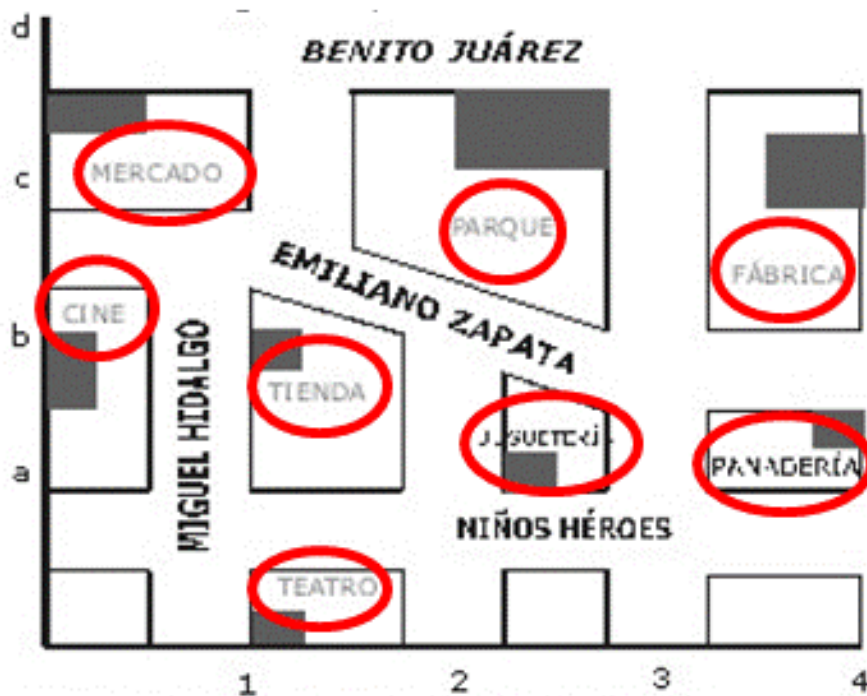 d
BENITO JUÁREZ
c
MERCADO
PARQUE
EMILIANO ZAPATA
FÁBRICA
CINE
b
MIGUEL HIDALGO
TIENDA
JUGUETERÍA
a
PANADERÍA
NIÑOS HÉROES
TEATRO
1 2 3 4